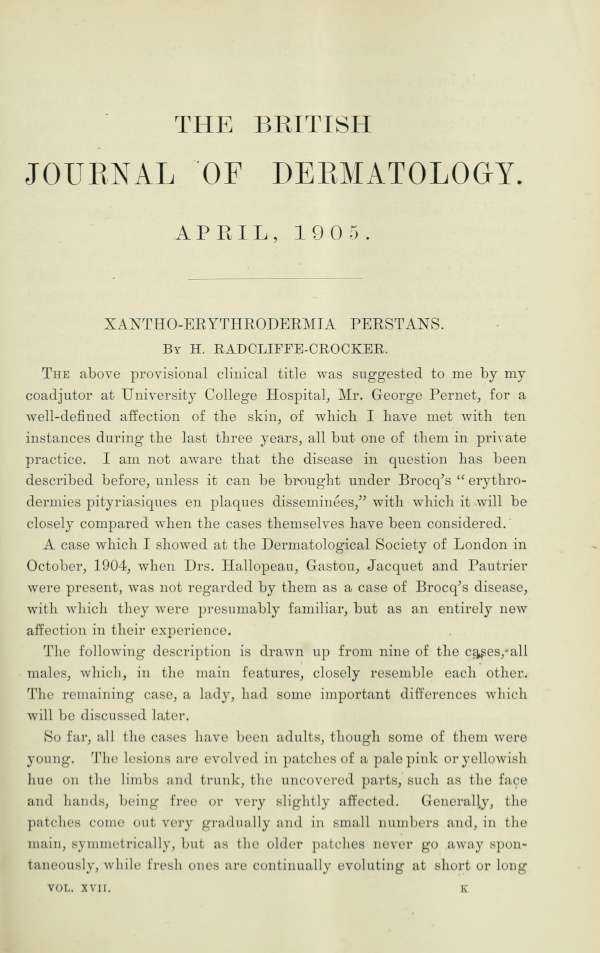 THE BRITISH
JOURNAL OF DERMATOLOGY.
APRIL, 1905.
XANTHO-ERYTHRODERMIA PERSTANS.
BY H. RADCLIFFE-CROCKER.
THE above provisional clinical title was suggested to me by my
coadjutor at University College Hospital, Mr. George Pernet, for a
well-defined affection of the skin, of which I have met with ten
instances during the last three years, all but one of them in private
practice. I am not aware that the disease in question has been
described before, unless it can be brought under Brocq's "erythro-
dermies pityriasiques en plaques disseminées," with which it will be
closely compared when the cases themselves have been considered.
A case which I showed at the Dermatological Society of London in
October, 1904, when Drs. Hallopeau, Gastou, Jacquet and Pautrier
were present, was not regarded by them as a case of Brocq's disease,
with which they were presumably familiar, but as an entirely new
affection in their experience.
The following description is drawn up from nine of the cases, all
males, which, in the main features, closely resemble each other.
The remaining case, a lady, had some important differences which
will be discussed later.
So far, all the cases have been adults, though some of them were
young. The lesions are evolved in patches of a pale pink or yellowish
hue on the limbs and trunk, the uncovered parts, such as the face
and hands, being free or very slightly affected. Generally, the
patches come out very gradually and in small numbers and, in the
main, symmetrically, but as the older patches never go away spon-
taneously, while fresh ones are continually evoluting at short or long
VOL. XVII. K